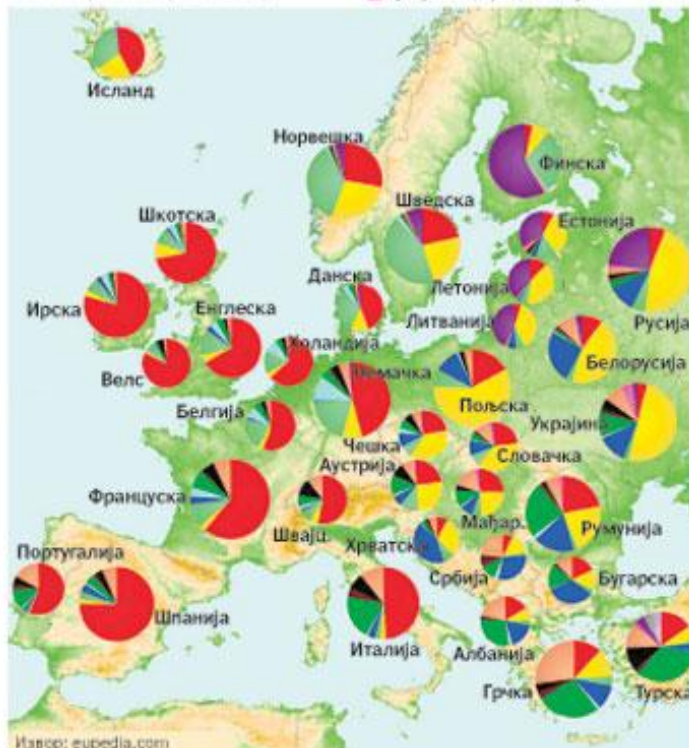 Исланд
Норвешка
Финска
Шведска
Шкотска
Естонија
Данска
Летонија
Ирска
Енглеска
Литванија
Русија
Холандија
Белорусија
Велс
Немачка
Пољска
Белгија
Украјина
Чешка
Словачка
Аустрија
Француска
Швајц.
Мађар.
Румунија
Хрватска
Португалија
Србија
Бугарска
Шпанија
Италија
Албанија
Грчка
Турска
Извор: eupedia.com